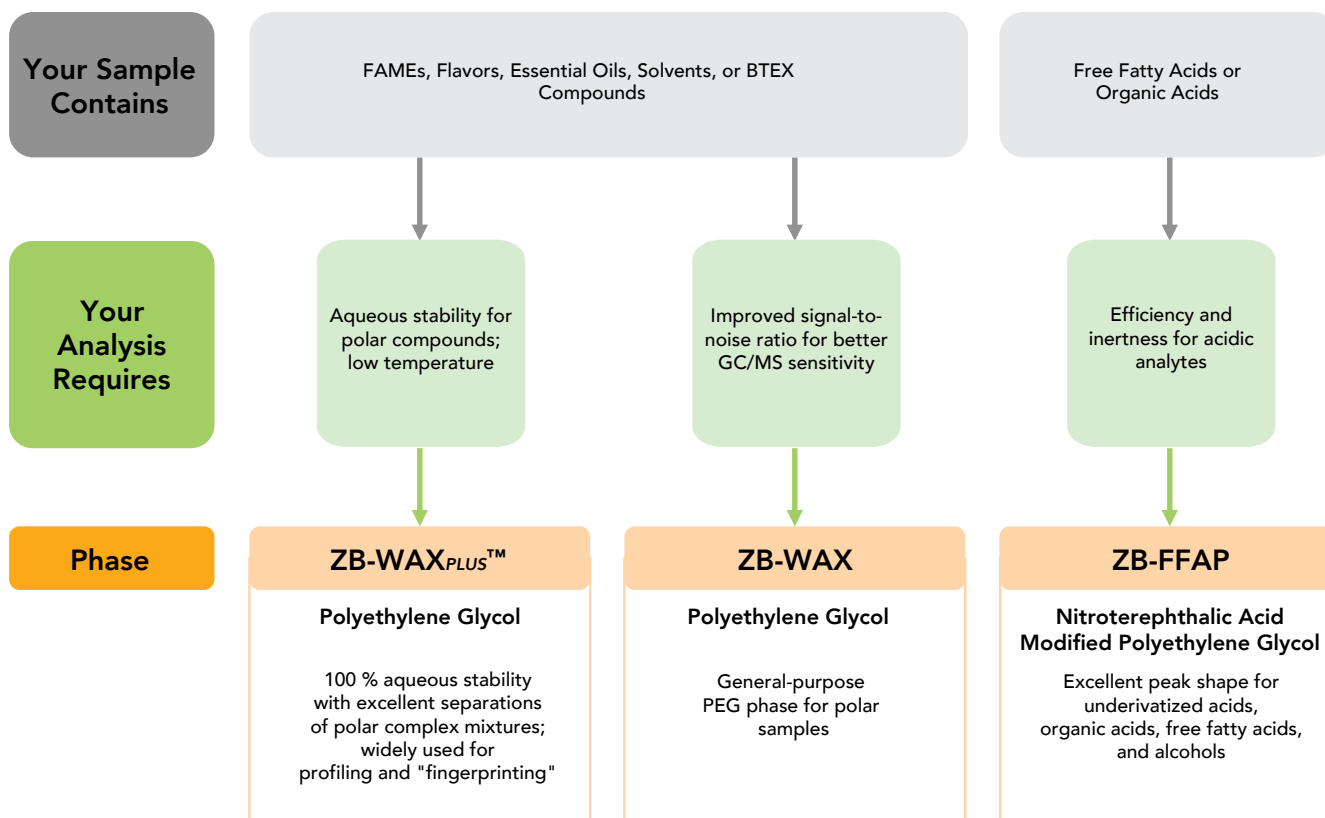 Your Sample
Contains
FAMEs, Flavors, Essential Oils, Solvents, or BTEX
Compounds
Free Fatty Acids or
Organic Acids
Your
Analysis
Requires
Aqueous stability for
polar compounds;
low temperature
Improved signal-to-
noise ratio for better
GC/MS sensitivity
Efficiency and
inertness for acidic
analytes
Phase
ZB-WAXPLUS™
ZB-WAX
ZB-FFAP
Polyethylene Glycol
100 % aqueous stability
with excellent separations
of polar complex mixtures;
widely used for
profiling and "fingerprinting"
Polyethylene Glycol
General-purpose
PEG phase for polar
samples
Nitroterephthalic Acid
Modified Polyethylene Glycol
Excellent peak shape for
underivatized acids,
organic acids, free fatty acids,
and alcohols